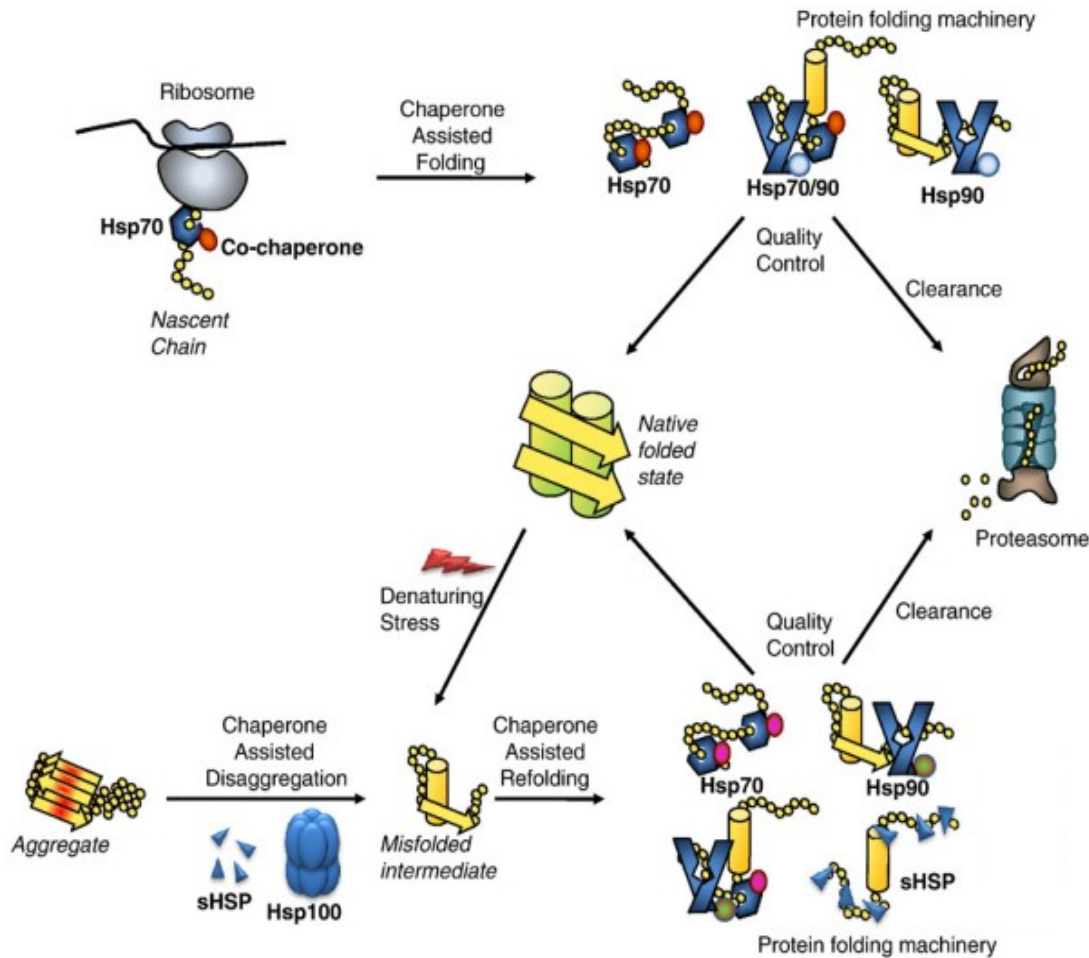 Protein folding machinery
Ribosome
Chaperone
Assisted
Folding
Hsp70
Co-chaperone
Nascent
Chain
Hsp70
Hsp70/90
Hsp90
Quality
Control
Clearance
Native
folded
state
Proteasome
Denaturing
Stress
Quality
Control
Clearance
Chaperone
Assisted
Disaggregation
Chaperone
Assisted
Refolding
Aggregate
sHSP
Hsp100
Misfolded
intermediate
Hsp70
Hsp90
sHSP
Protein folding machinery